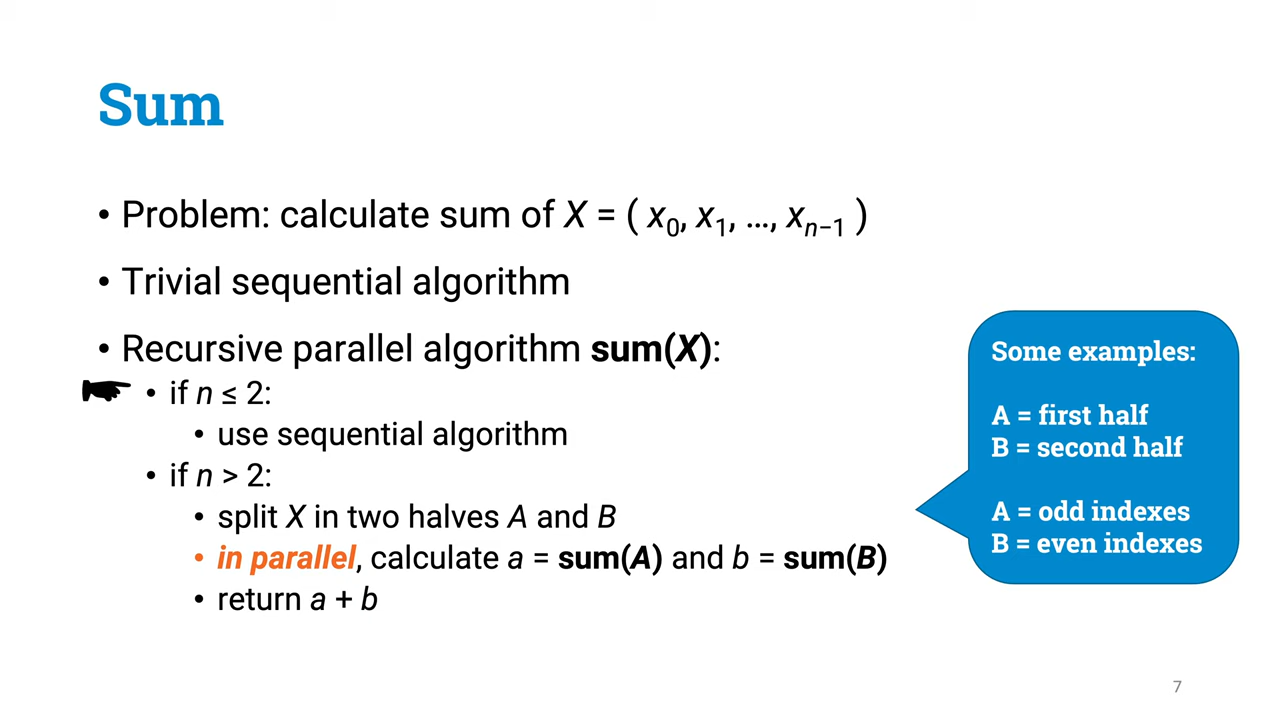 Sum
• Problem: calculate sum of X = ( x₀, x₁, …, xₙ₋₁ )
• Trivial sequential algorithm
• Recursive parallel algorithm sum(X):
• if n ≤ 2:
• use sequential algorithm
• if n > 2:
• split X in two halves A and B
• in parallel, calculate a = sum(A) and b = sum(B)
• return a + b
Some examples:
A = first half
B = second half
A = odd indexes
B = even indexes
7